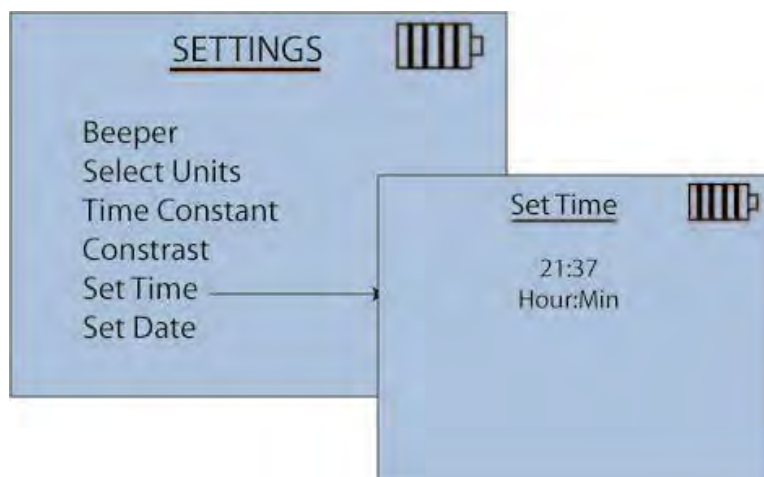 SETTINGS
Beeper
Select Units
Time Constant
Constrast
Set Time
Set Date
Set Time
21:37
Hour:Min